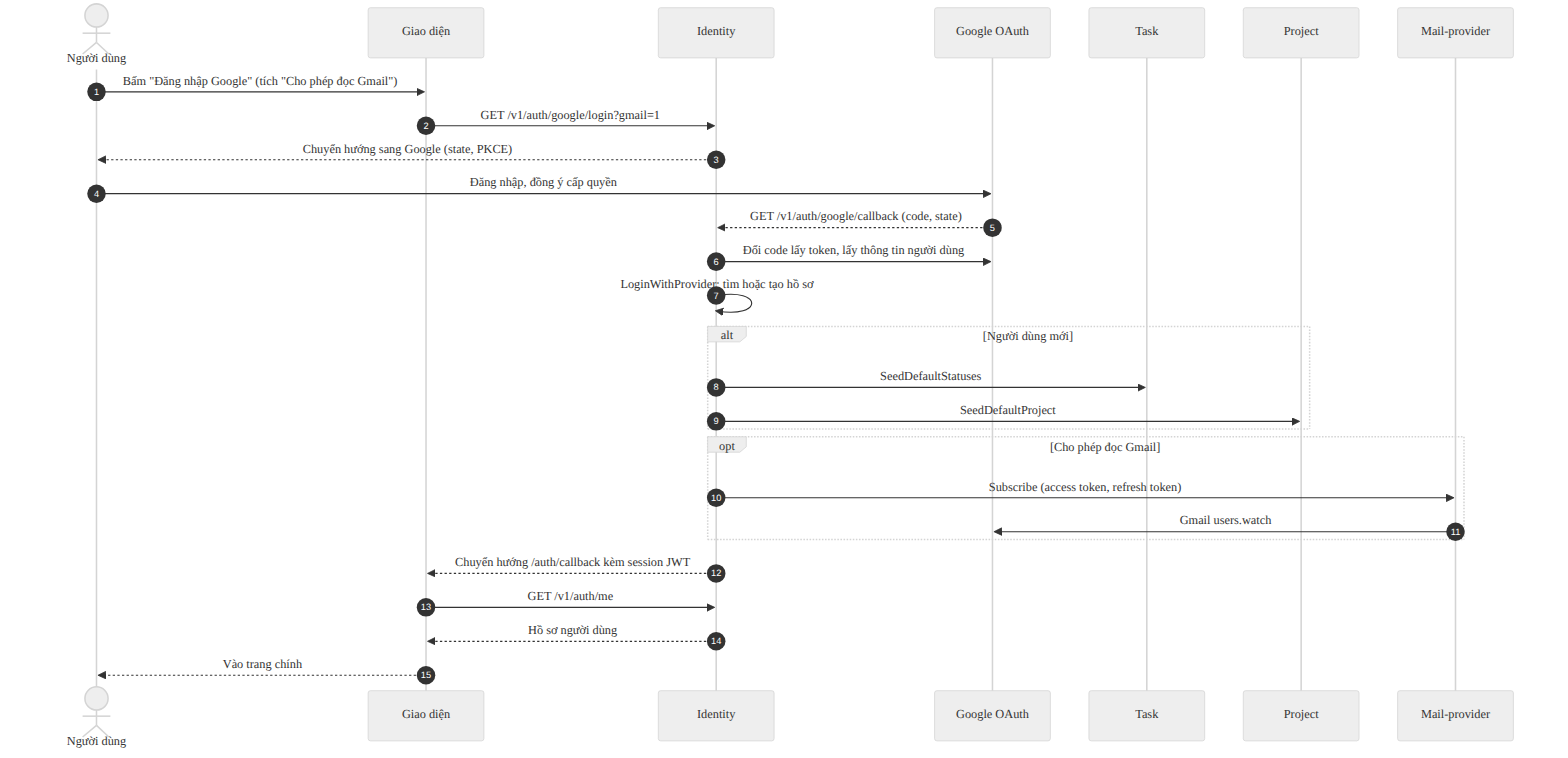 Người dùng
Giao diện
Identity
Google OAuth
Task
Project
Mail-provider
1
Bấm "Đăng nhập Google" (tích "Cho phép đọc Gmail")
2
GET /v1/auth/google/login?gmail=1
Chuyển hướng sang Google (state, PKCE)
3
4
Đăng nhập, đồng ý cấp quyền
GET /v1/auth/google/callback (code, state)
5
6
Đổi code lấy token, lấy thông tin người dùng
LoginWithProvider: tìm hoặc tạo hồ sơ
7
alt
[Người dùng mới]
8
SeedDefaultStatuses
9
SeedDefaultProject
opt
[Cho phép đọc Gmail]
10
Subscribe (access token, refresh token)
Gmail users.watch
11
Chuyển hướng /auth/callback kèm session JWT
12
13
GET /v1/auth/me
Hồ sơ người dùng
14
Vào trang chính
15
Người dùng
Giao diện
Identity
Google OAuth
Task
Project
Mail-provider